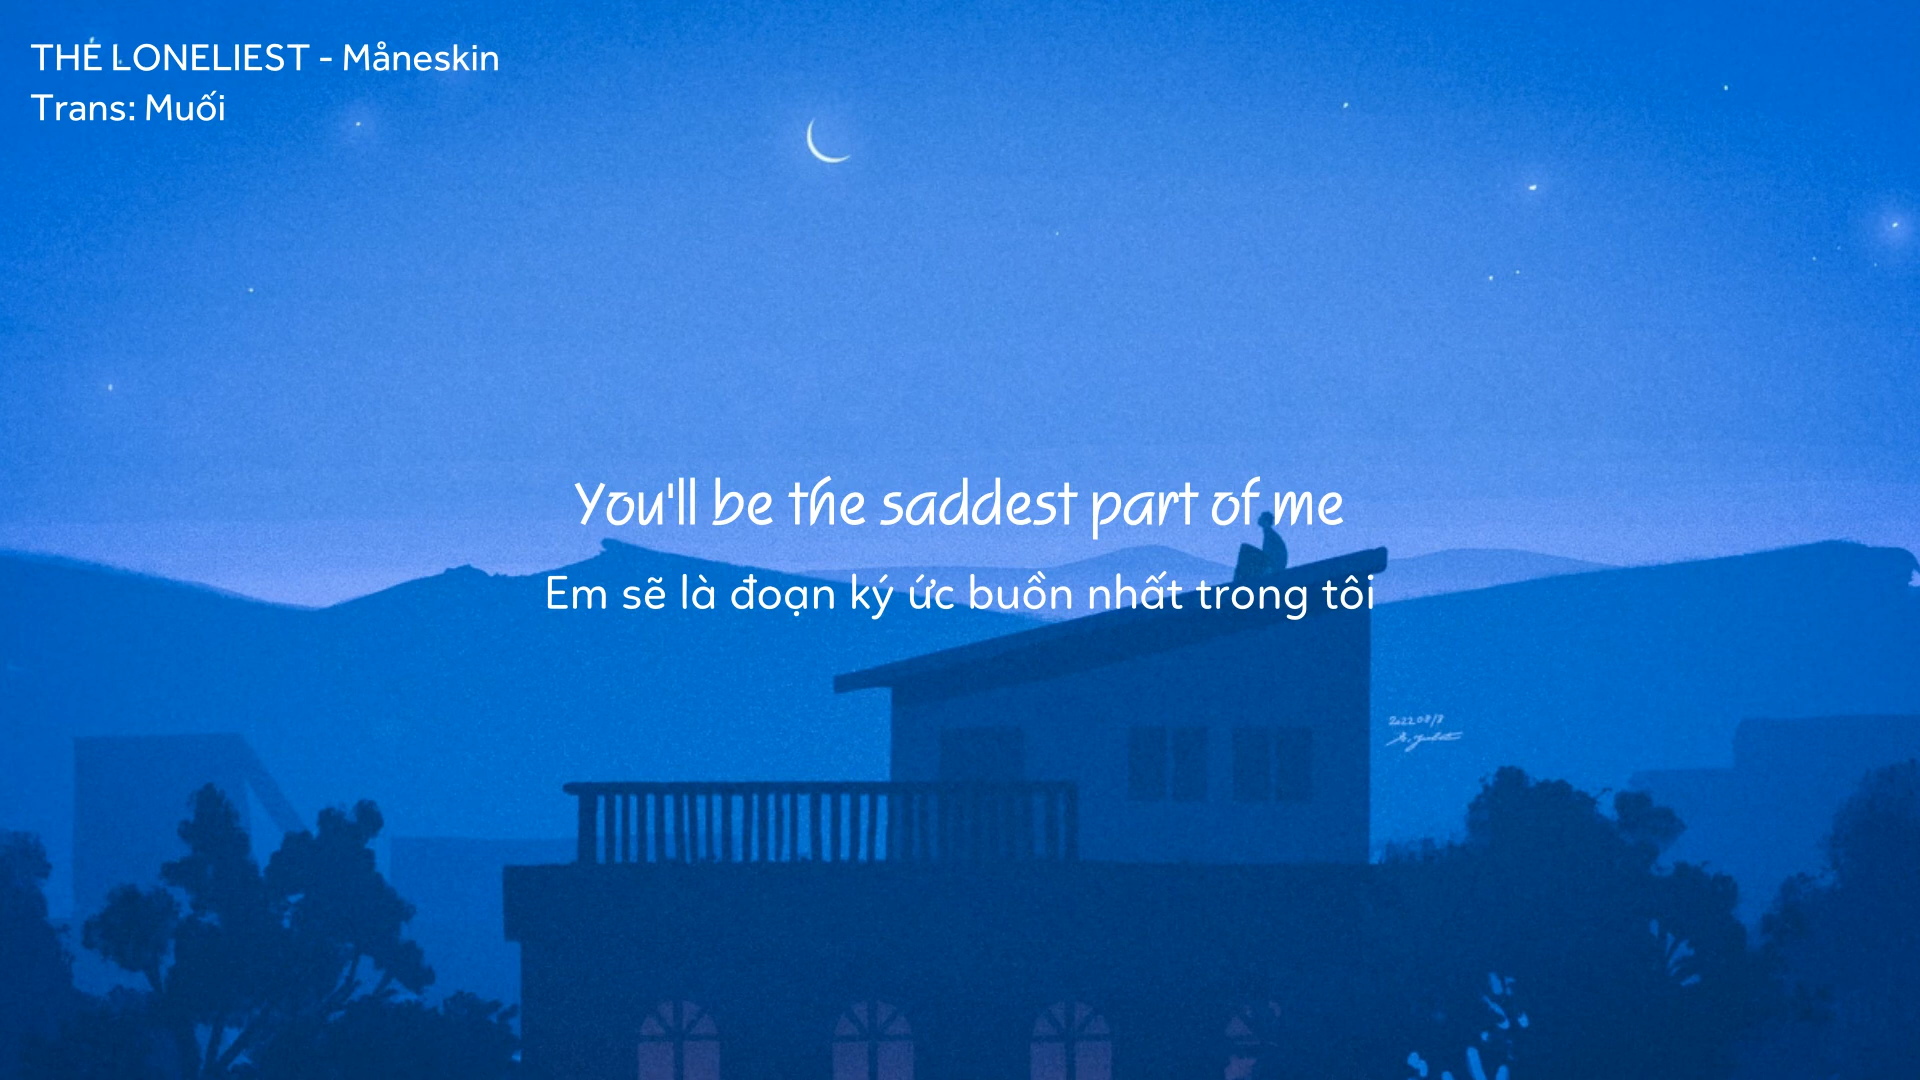 THE LONELIEST - Måneskin
Trans: Muối
You'll be the saddest part of me
Em sẽ là đoạn ký ức buồn nhất trong tôi